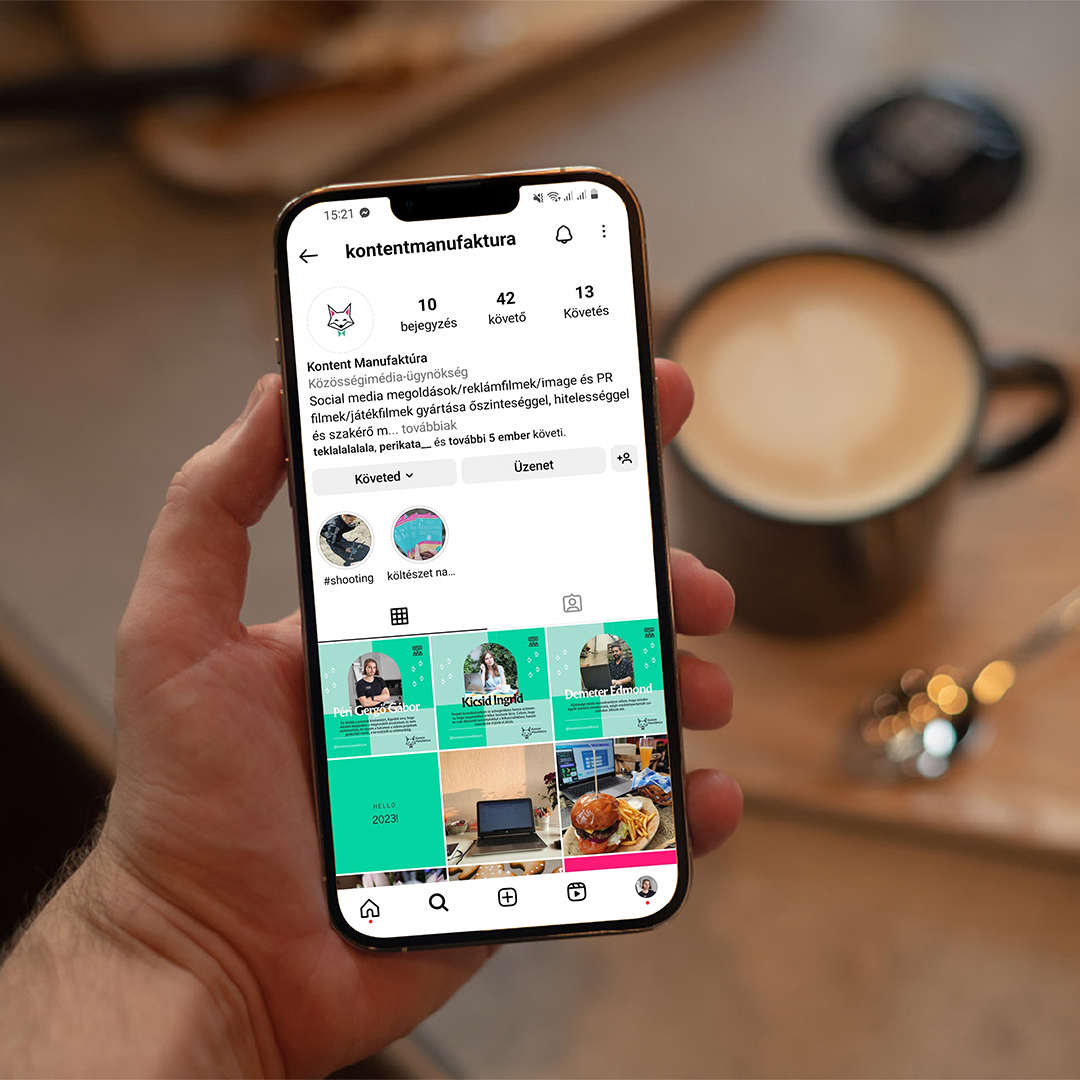 15:21
kontentmanufaktura
10
bejegyzés
42
követő
13
Követés
Kontent Manufaktúra
Közösségimédia-ügynökség
Social media megoldások/reklámfilmek/image és PR
filmek/játékfilmek gyártása őszinteséggel, hitelességgel
és szakérő m... továbbiak
teklalalalala, perikata__ és további 5 ember követi.
Követed
Üzenet
#shooting
költészet na...
Péri Gergő Gábor
Kicsid Ingrid
Demeter Edmond
HELLO
2023!